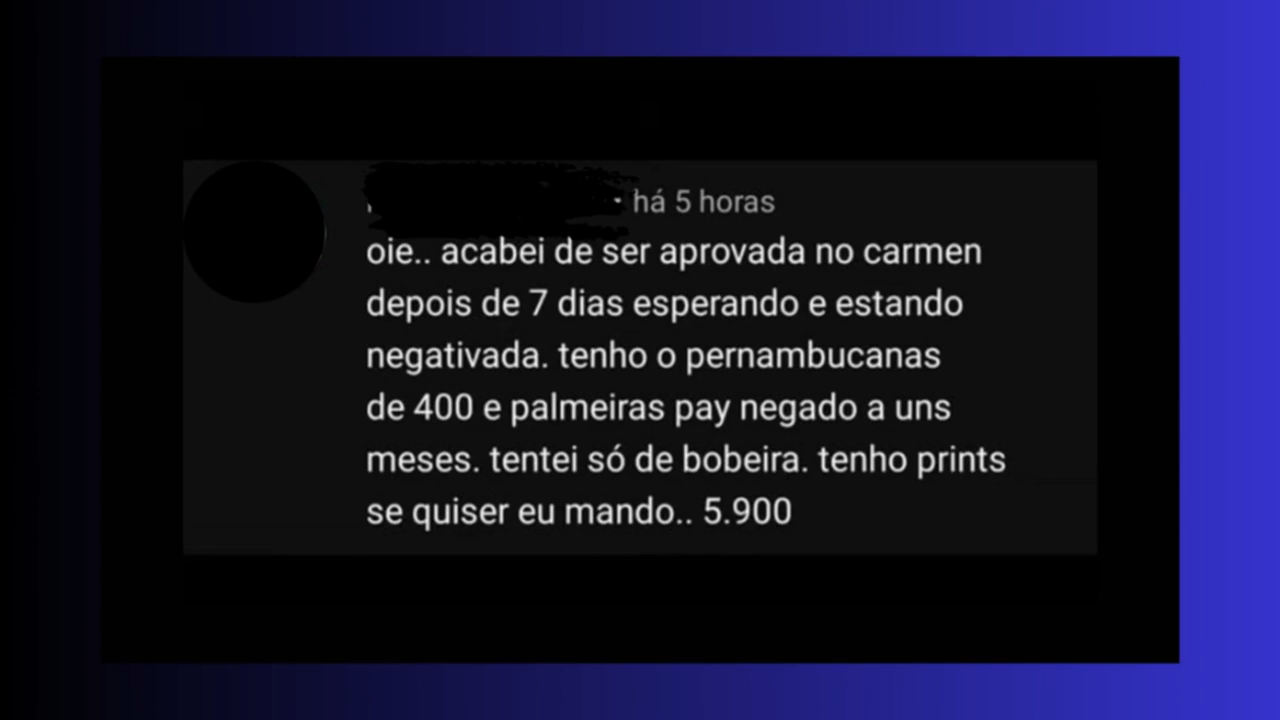 há 5 horas
oie.. acabei de ser aprovada no carmen
depois de 7 dias esperando e estando
negativada. tenho o pernambucanas
de 400 e palmeiras pay negado a uns
meses. tentei só de bobeira. tenho prints
se quiser eu mando.. 5.900